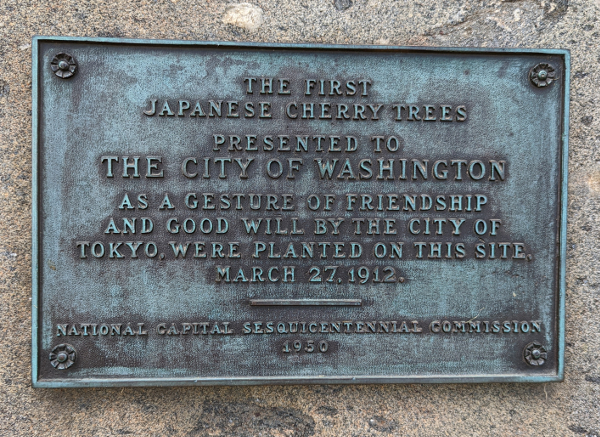 THE FIRST
JAPANESE CHERRY TREES
PRESENTED TO
THE CITY OF WASHINGTON
AS A GESTURE OF FRIENDSHIP
AND GOOD WILL BY THE CITY OF
TOKYO, WERE PLANTED ON THIS SITE,
MARCH 27, 1912.
NATIONAL CAPITAL SESQUICENTENNIAL COMMISSION
1950